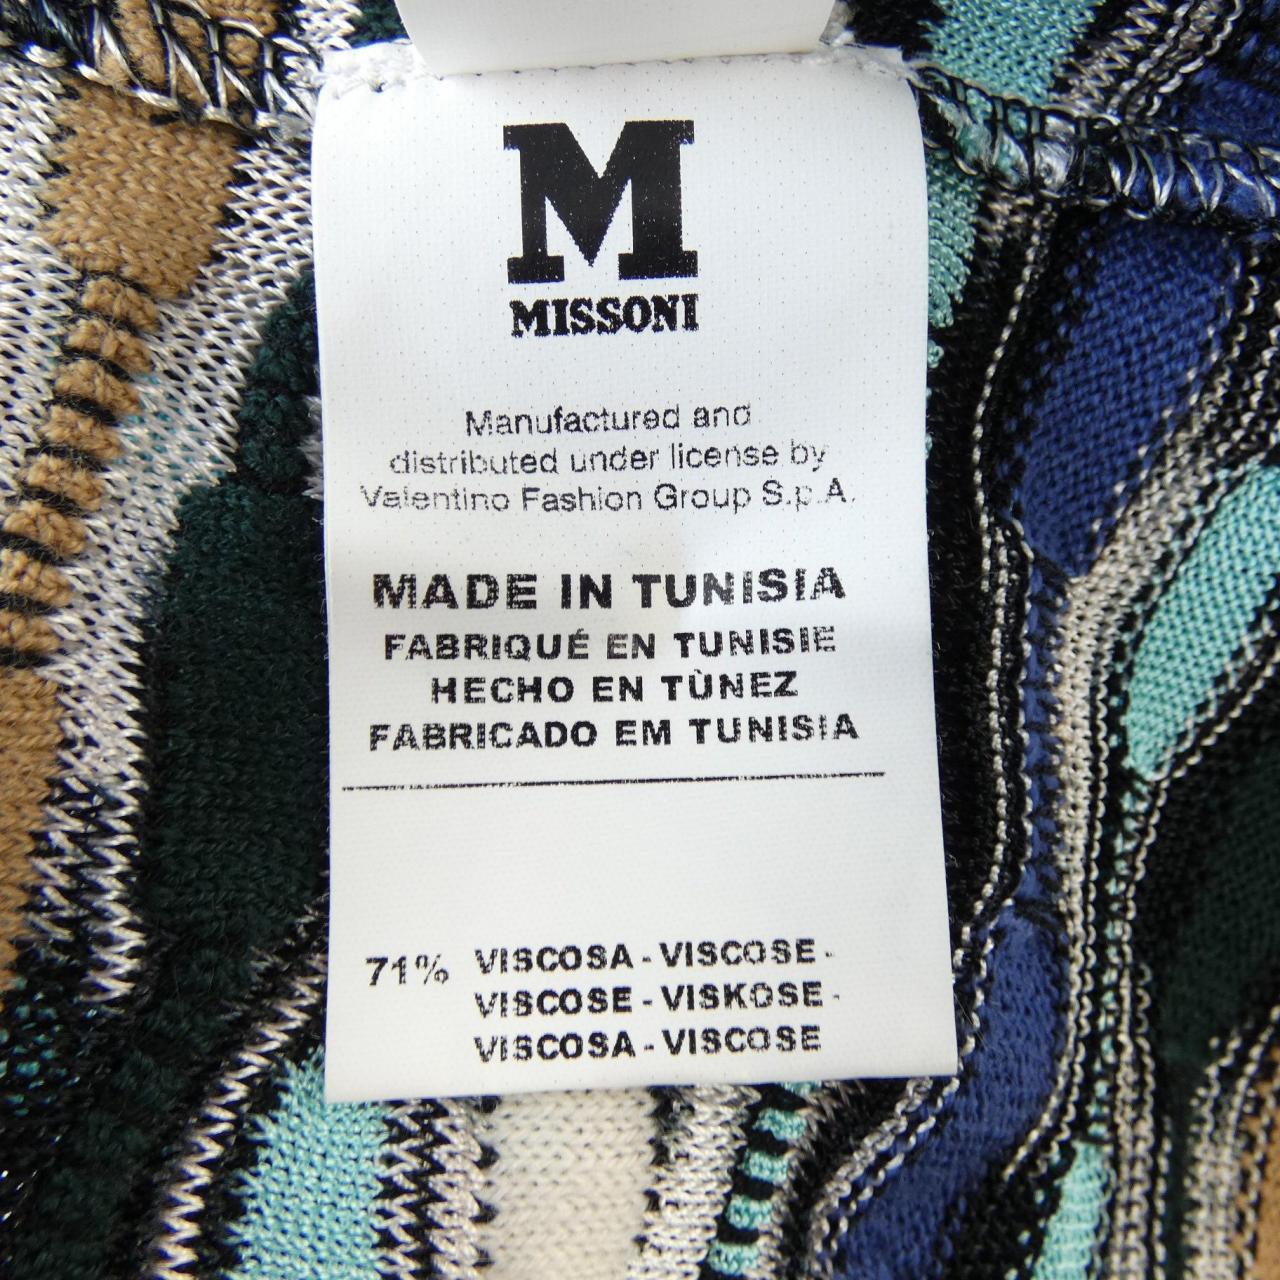 M
MISSONI
Manufactured and
distributed under license by
Valentino Fashion Group S.p.A.
MADE IN TUNISIA
FABRIQUÉ EN TUNISIE
HECHO EN TÙNEZ
FABRICADO EM TUNISIA
71% VISCOSA - VISCOSE -
VISCOSE - VISKOSE -
VISCOSA - VISCOSE